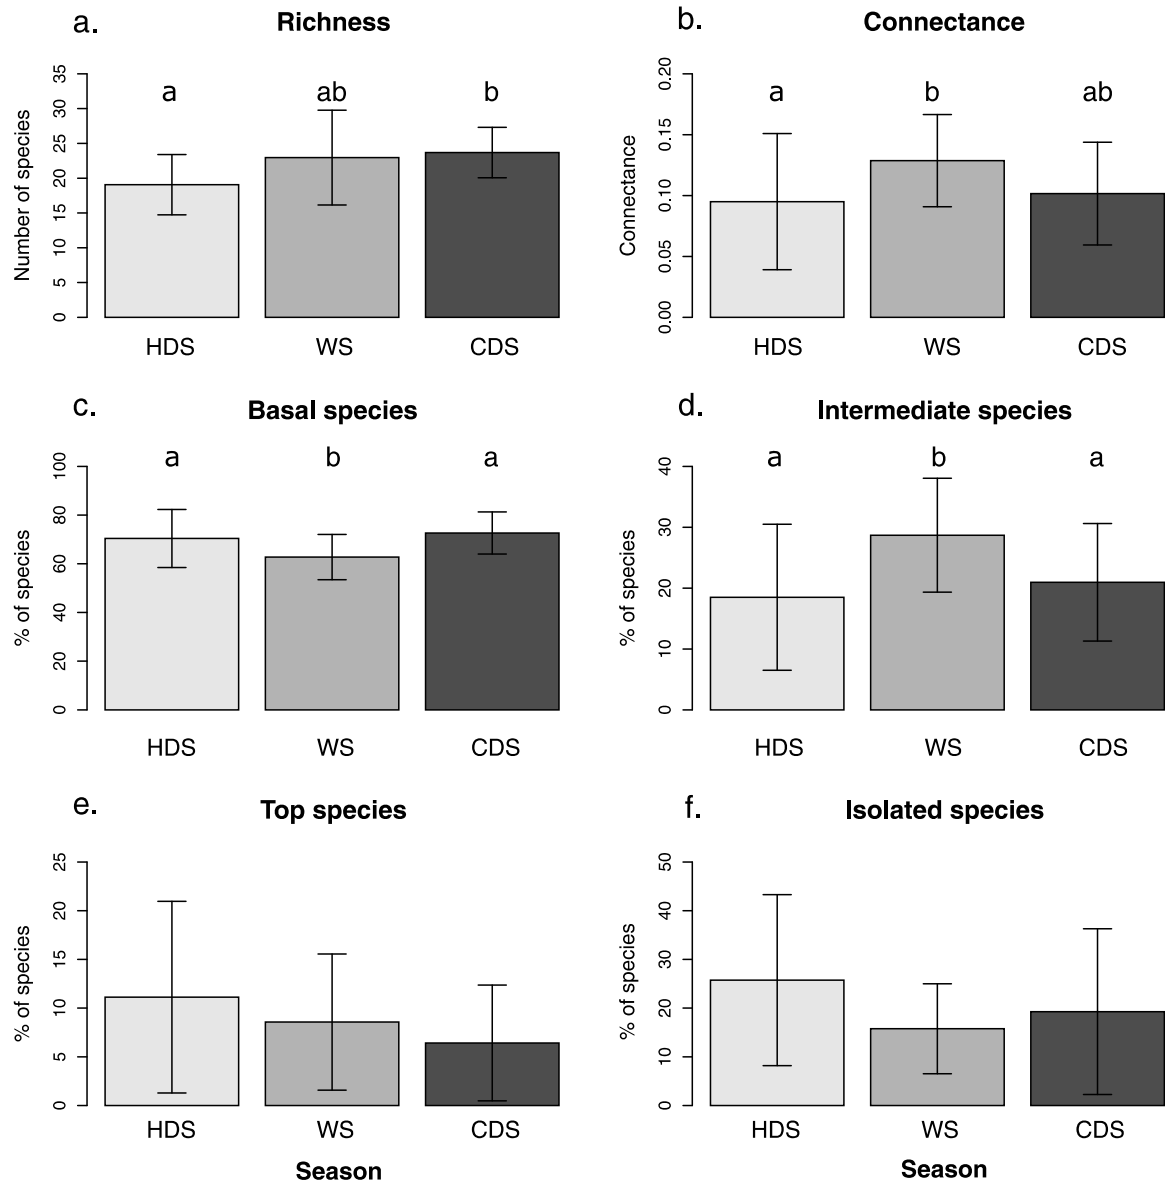 a.
Richness
Number of species
35
30
25
20
15
10
5
0
a ab b
HDS WS CDS
b.
Connectance
Connectance
0.20
0.15
0.10
0.05
0.00
a b ab
HDS WS CDS
c.
Basal species
% of species
100
80
60
40
20
0
a b a
HDS WS CDS
d.
Intermediate species
% of species
40
30
20
10
0
a b a
HDS WS CDS
e.
Top species
% of species
25
20
15
10
5
0
HDS WS CDS
Season
f.
Isolated species
% of species
50
40
30
20
10
0
HDS WS CDS
Season